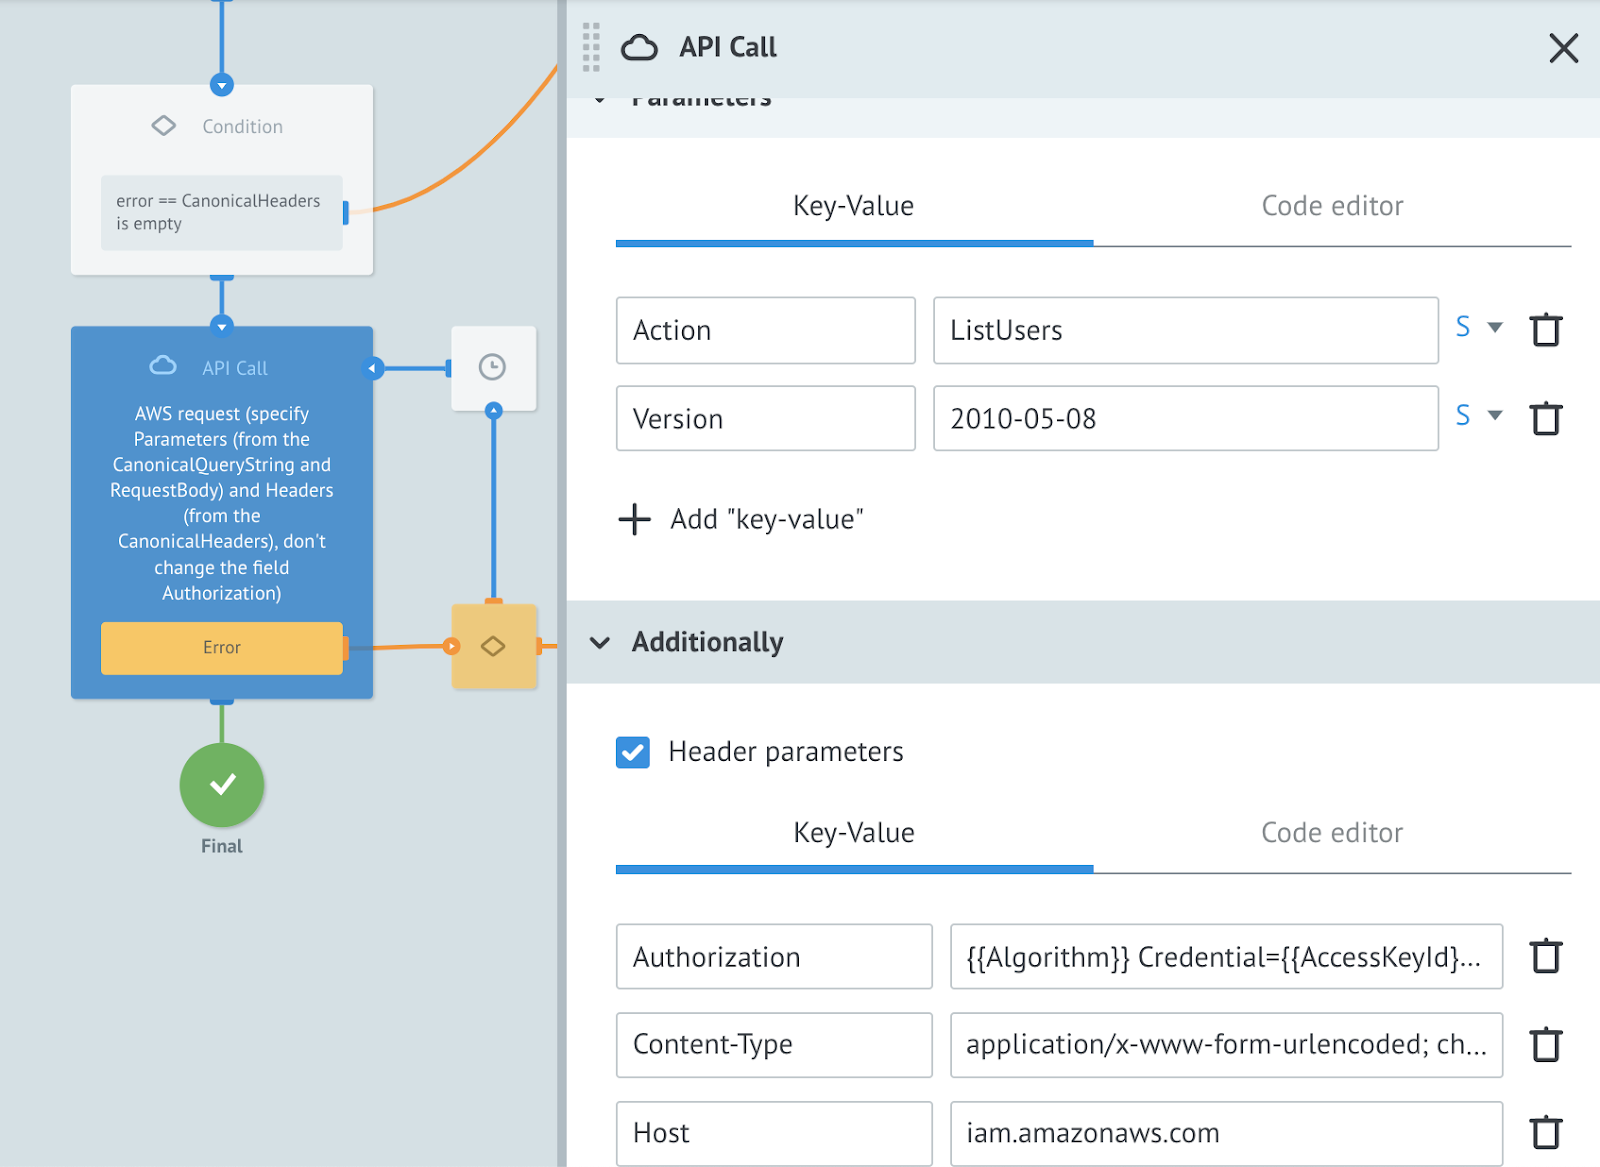 Condition
error == CanonicalHeaders
is empty
API Call
AWS request (specify
Parameters (from the
CanonicalQueryString and
RequestBody) and Headers
(from the
CanonicalHeaders), don't
change the field
Authorization)
Error
Final
API Call
Parameters
Key-Value
Code editor
Action
ListUsers
S
Version
2010-05-08
S
Add "key-value"
Additionally
Header parameters
Key-Value
Code editor
Authorization
{{Algorithm}} Credential={{AccessKeyId}...
Content-Type
application/x-www-form-urlencoded; ch...
Host
iam.amazonaws.com